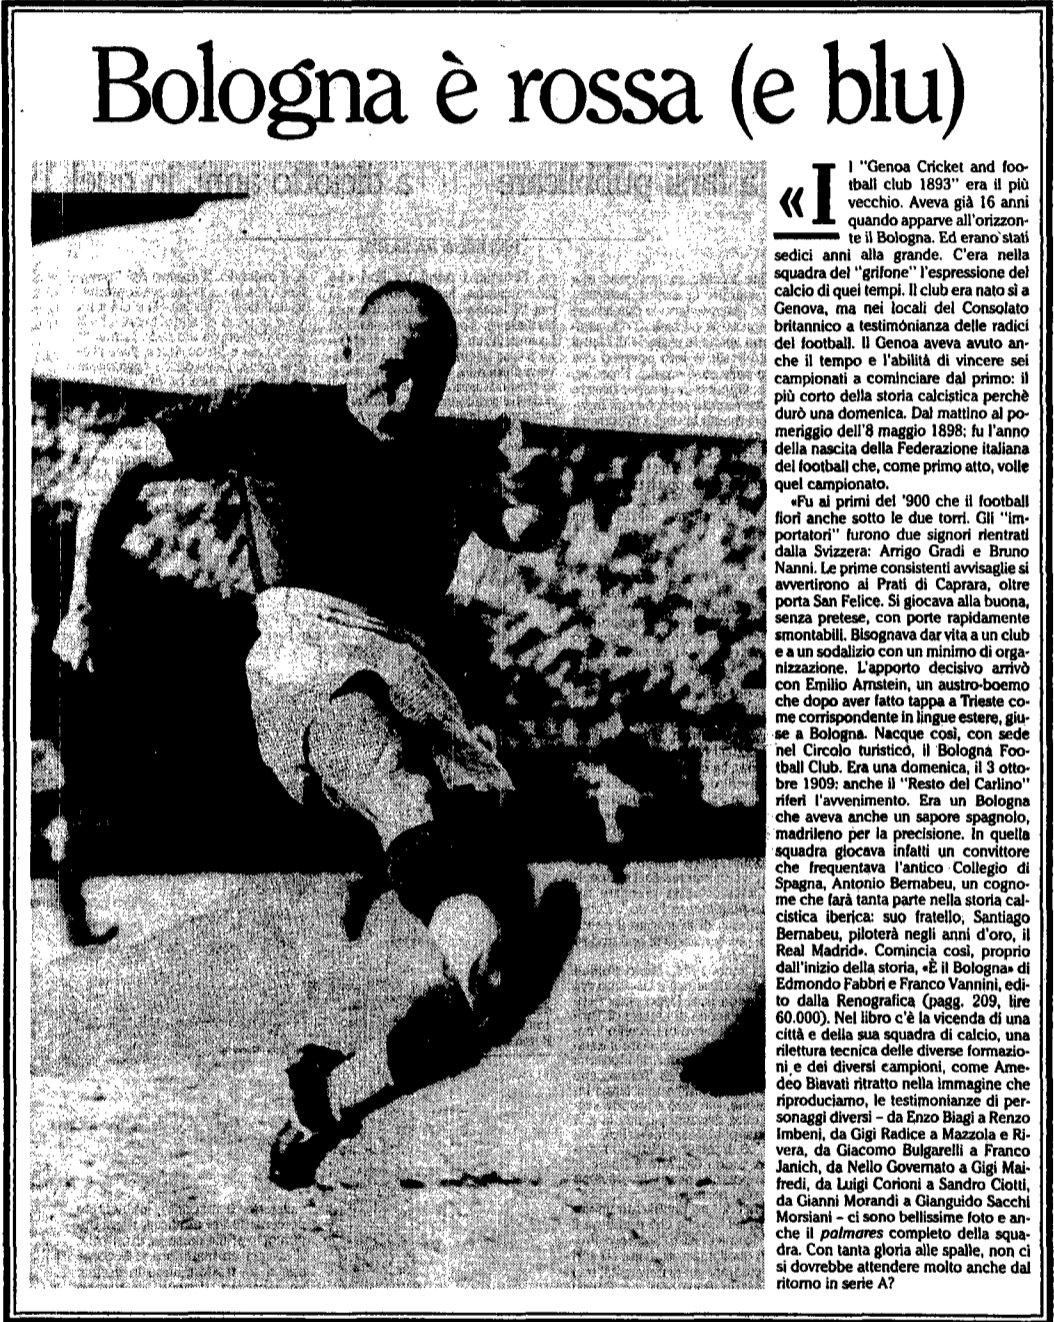 Bologna è rossa (e blu)
«Il "Genoa Cricket and foo-
tball club 1893" era il più
vecchio. Aveva già 16 anni
quando apparve all'orizzon-
te il Bologna. Ed erano stati
sedici anni alla grande. C'era nella
squadra del "grifone" l'espressione del
calcio di quei tempi. Il club era nato sì a
Genova, ma nei locali del Consolato
britannico a testimonianza delle radici
del football. Il Genoa aveva avuto an-
che il tempo e l'abilità di vincere sei
campionati a cominciare dal primo: il
più corto della storia calcistica perchè
durò una domenica. Dal mattino al po-
meriggio dell'8 maggio 1898: fu l'anno
della nascita della Federazione italiana
del football che, come primo atto, volle
quel campionato.
«Fu ai primi del '900 che il football
fiorì anche sotto le due torri. Gli "im-
portatori" furono due signori rientrati
dalla Svizzera: Arrigo Gradi e Bruno
Nanni. Le prime consistenti avvisaglie si
avvertirono ai Prati di Caprara, oltre
porta San Felice. Si giocava alla buona,
senza pretese, con porte rapidamente
smontabili. Bisognava dar vita a un club
e a un sodalizio con un minimo di orga-
nizzazione. L'apporto decisivo arrivò
con Emilio Arnstein, un austro-boemo
che dopo aver fatto tappa a Trieste co-
me corrispondente in lingue estere, giu-
se a Bologna. Nacque così, con sede
nel Circolo turistico, il Bologna Foo-
tball Club. Era una domenica, il 3 otto-
bre 1909: anche il "Resto del Carlino"
riferì l'avvenimento. Era un Bologna
che aveva anche un sapore spagnolo,
madrileno per la precisione. In quella
squadra giocava infatti un convittore
che frequentava l'antico Collegio di
Spagna, Antonio Bernabeu, un cogno-
me che farà tanta parte nella storia cal-
cistica iberica: suo fratello, Santiago
Bernabeu, piloterà negli anni d'oro, il
Real Madrid». Comincia così, proprio
dall'inizio della storia, «È il Bologna» di
Edmondo Fabbri e Franco Vannini, edi-
to dalla Renografica (pagg. 209, lire
60.000). Nel libro c'è la vicenda di una
città e della sua squadra di calcio, una
rilettura tecnica delle diverse formazio-
ni e dei diversi campioni, come Ame-
deo Biavati ritratto nella immagine che
riproduciamo, le testimonianze di per-
sonaggi diversi – da Enzo Biagi a Renzo
Imbeni, da Gigi Radice a Mazzola e Ri-
vera, da Giacomo Bulgarelli a Franco
Janich, da Nello Governato a Gigi Mai-
fredi, da Luigi Corioni a Sandro Ciotti,
da Gianni Morandi a Gianguido Sacchi
Morsiani – ci sono bellissime foto e an-
che il palmares completo della squa-
dra. Con tanta gloria alle spalle, non ci
si dovrebbe attendere molto anche dal
ritorno in serie A?